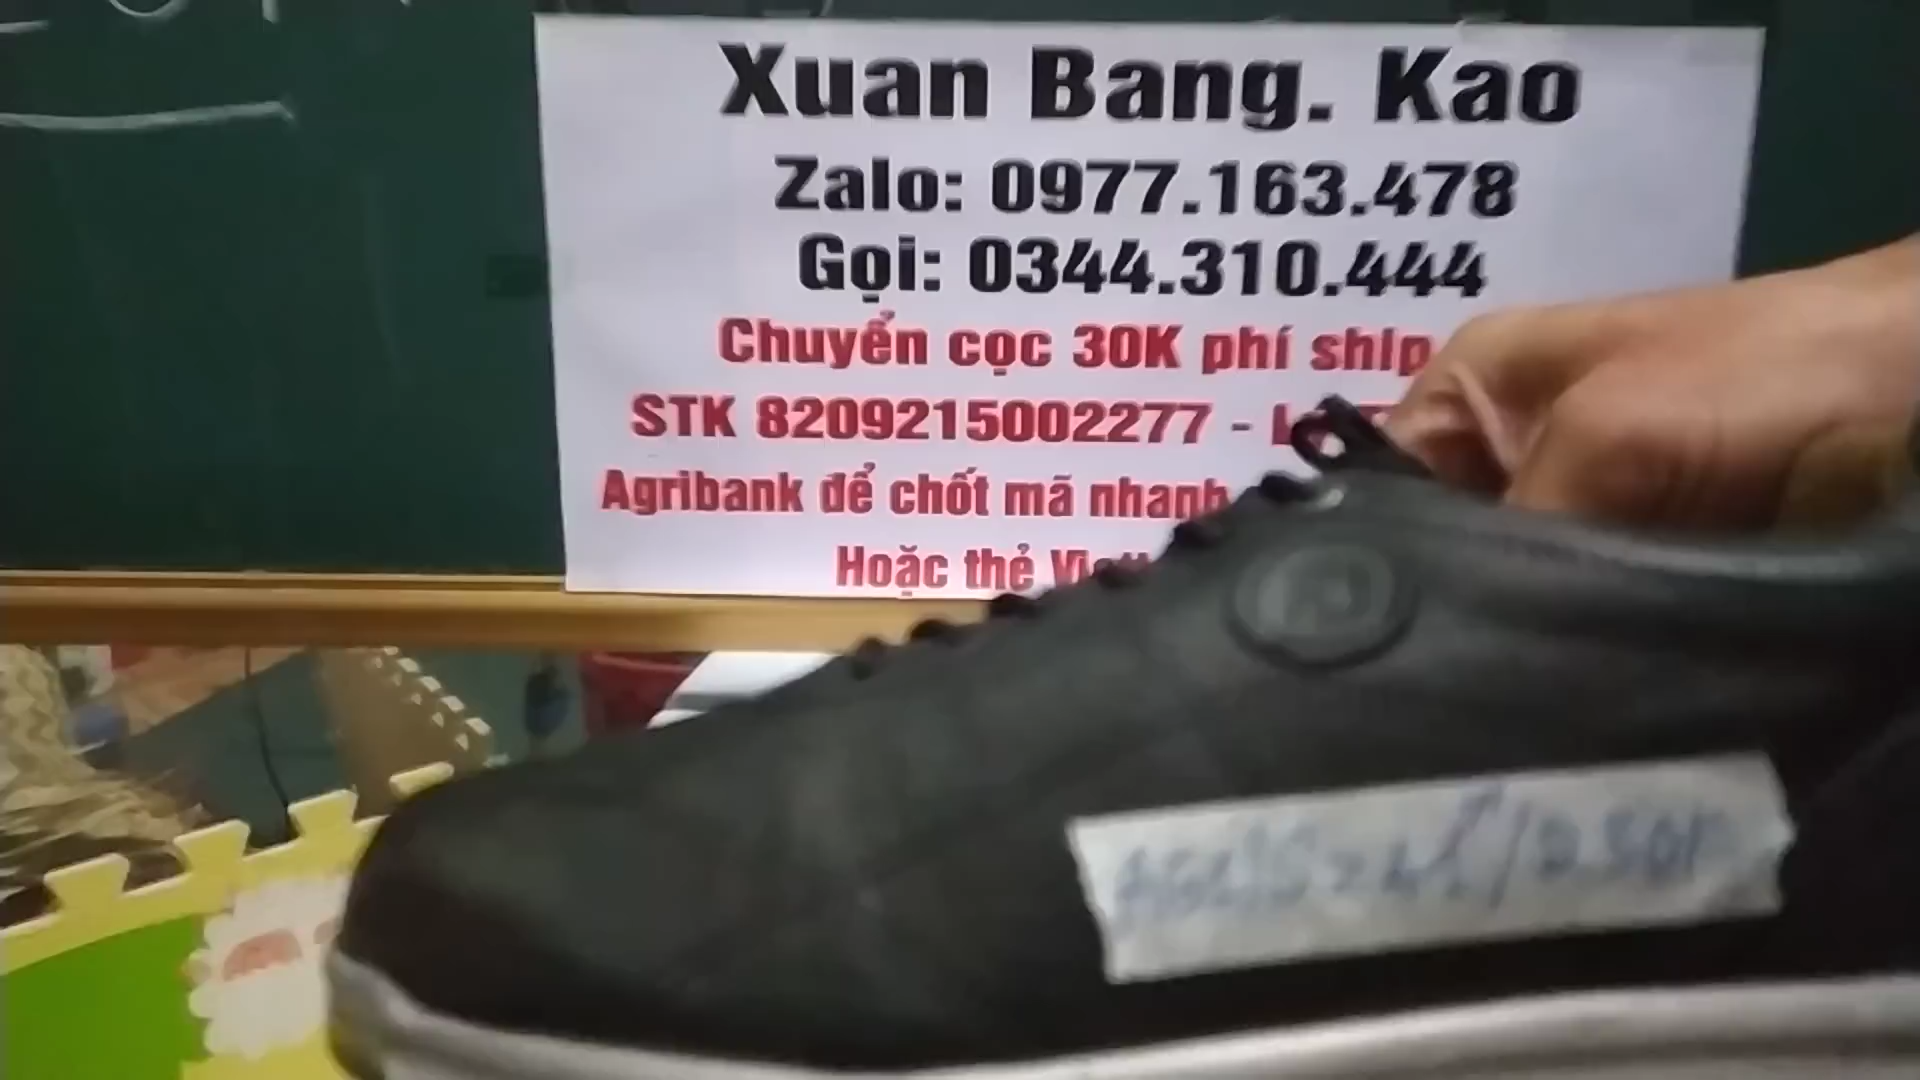 Xuan Bang. Kao
Zalo: 0977.163.478
Gọi: 0344.310.444
Chuyển cọc 30K phí ship
STK 8209215002277 -
Agribank để chốt mã nhanh
Hoặc thẻ